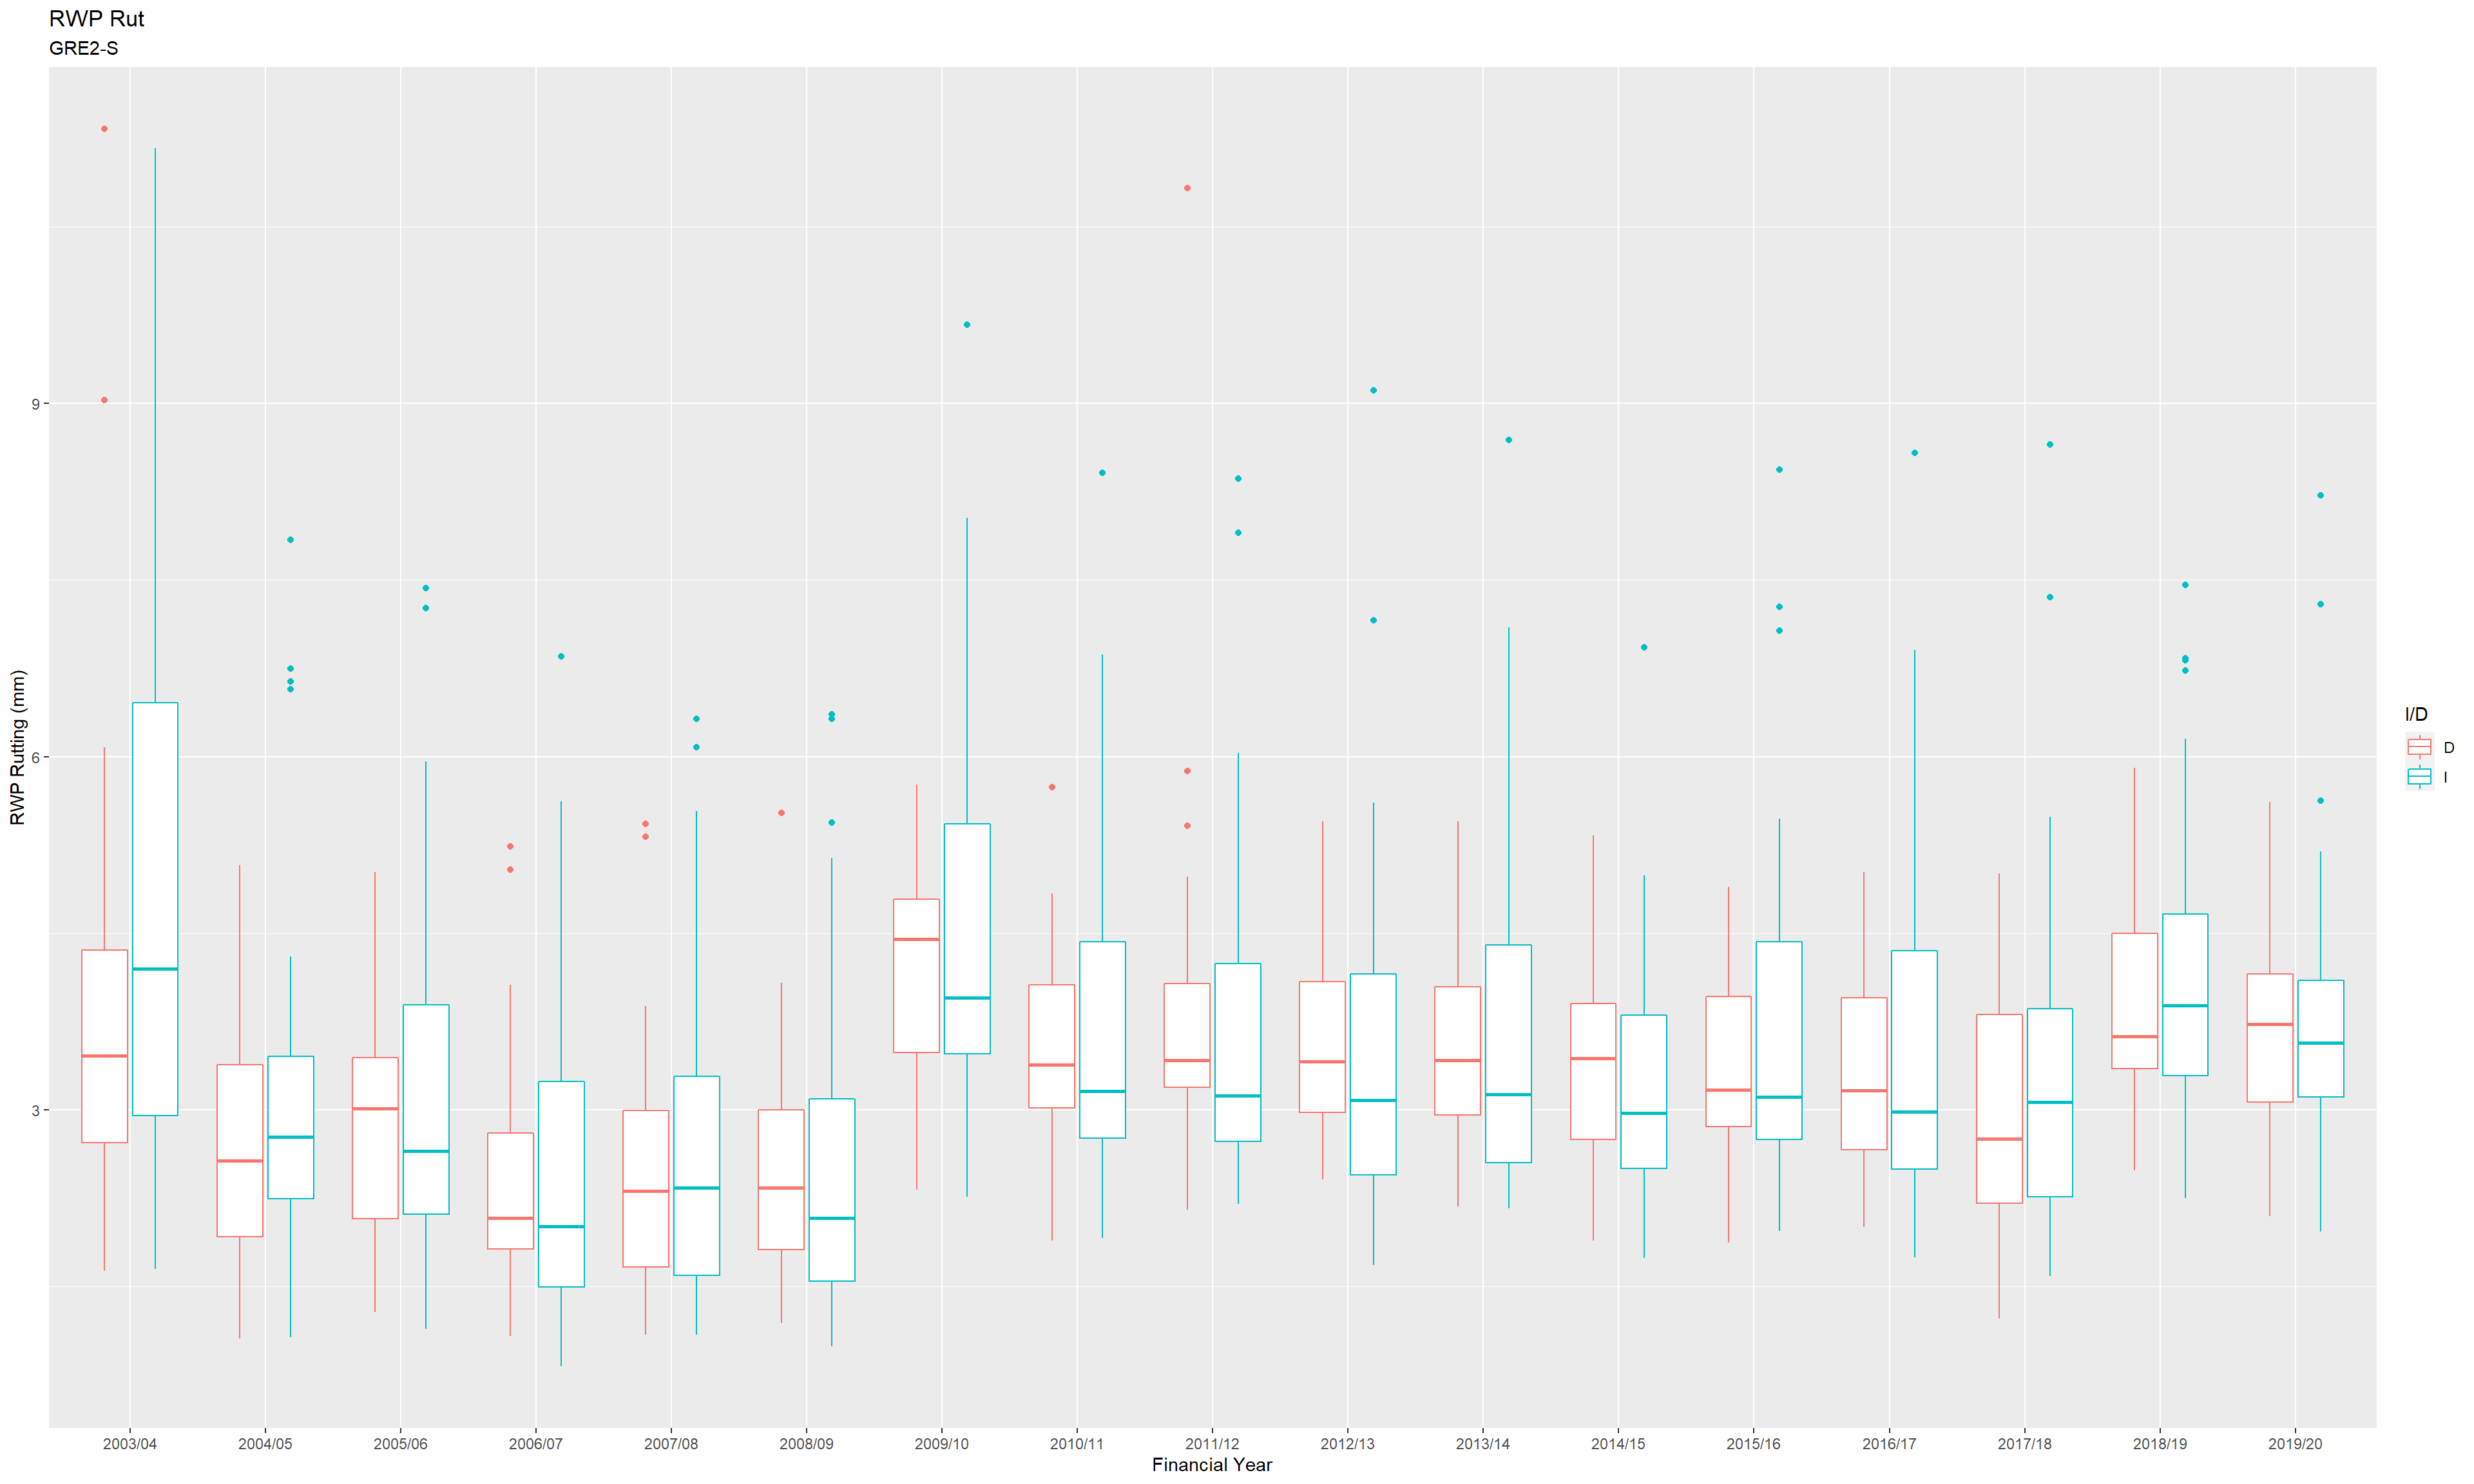 RWP Rut
GRE2-S
RWP Rutting (mm)
9
6
3
2003/04 2004/05 2005/06 2006/07 2007/08 2008/09 2009/10 2010/11 2011/12 2012/13 2013/14 2014/15 2015/16 2016/17 2017/18 2018/19 2019/20
Financial Year
I/D
D
I